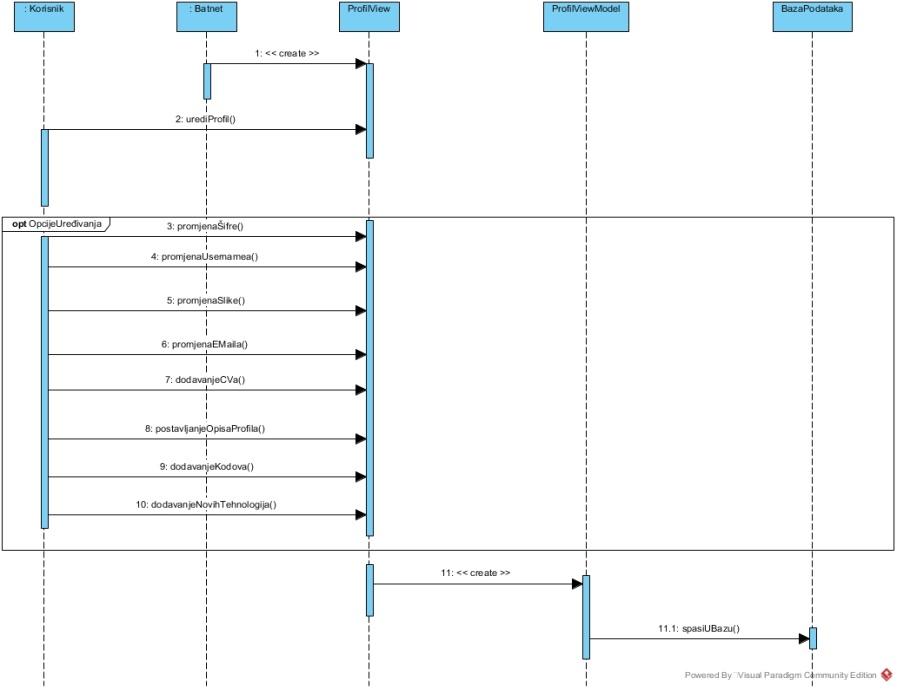 : Korisnik
: Batnet
ProfilView
ProfilViewModel
BazaPodataka
1: << create >>
2: urediProfil()
opt OpcijeUređivanja
3: promjenaŠifre()
4: promjenaUsernamea()
5: promjenaSlike()
6: promjenaEMaila()
7: dodavanjeCVa()
8: postavljanjeOpisaProfila()
9: dodavanjeKodova()
10: dodavanjeNovihTehnologija()
11: << create >>
11.1: spasiUBazu()
Powered By Visual Paradigm Community Edition